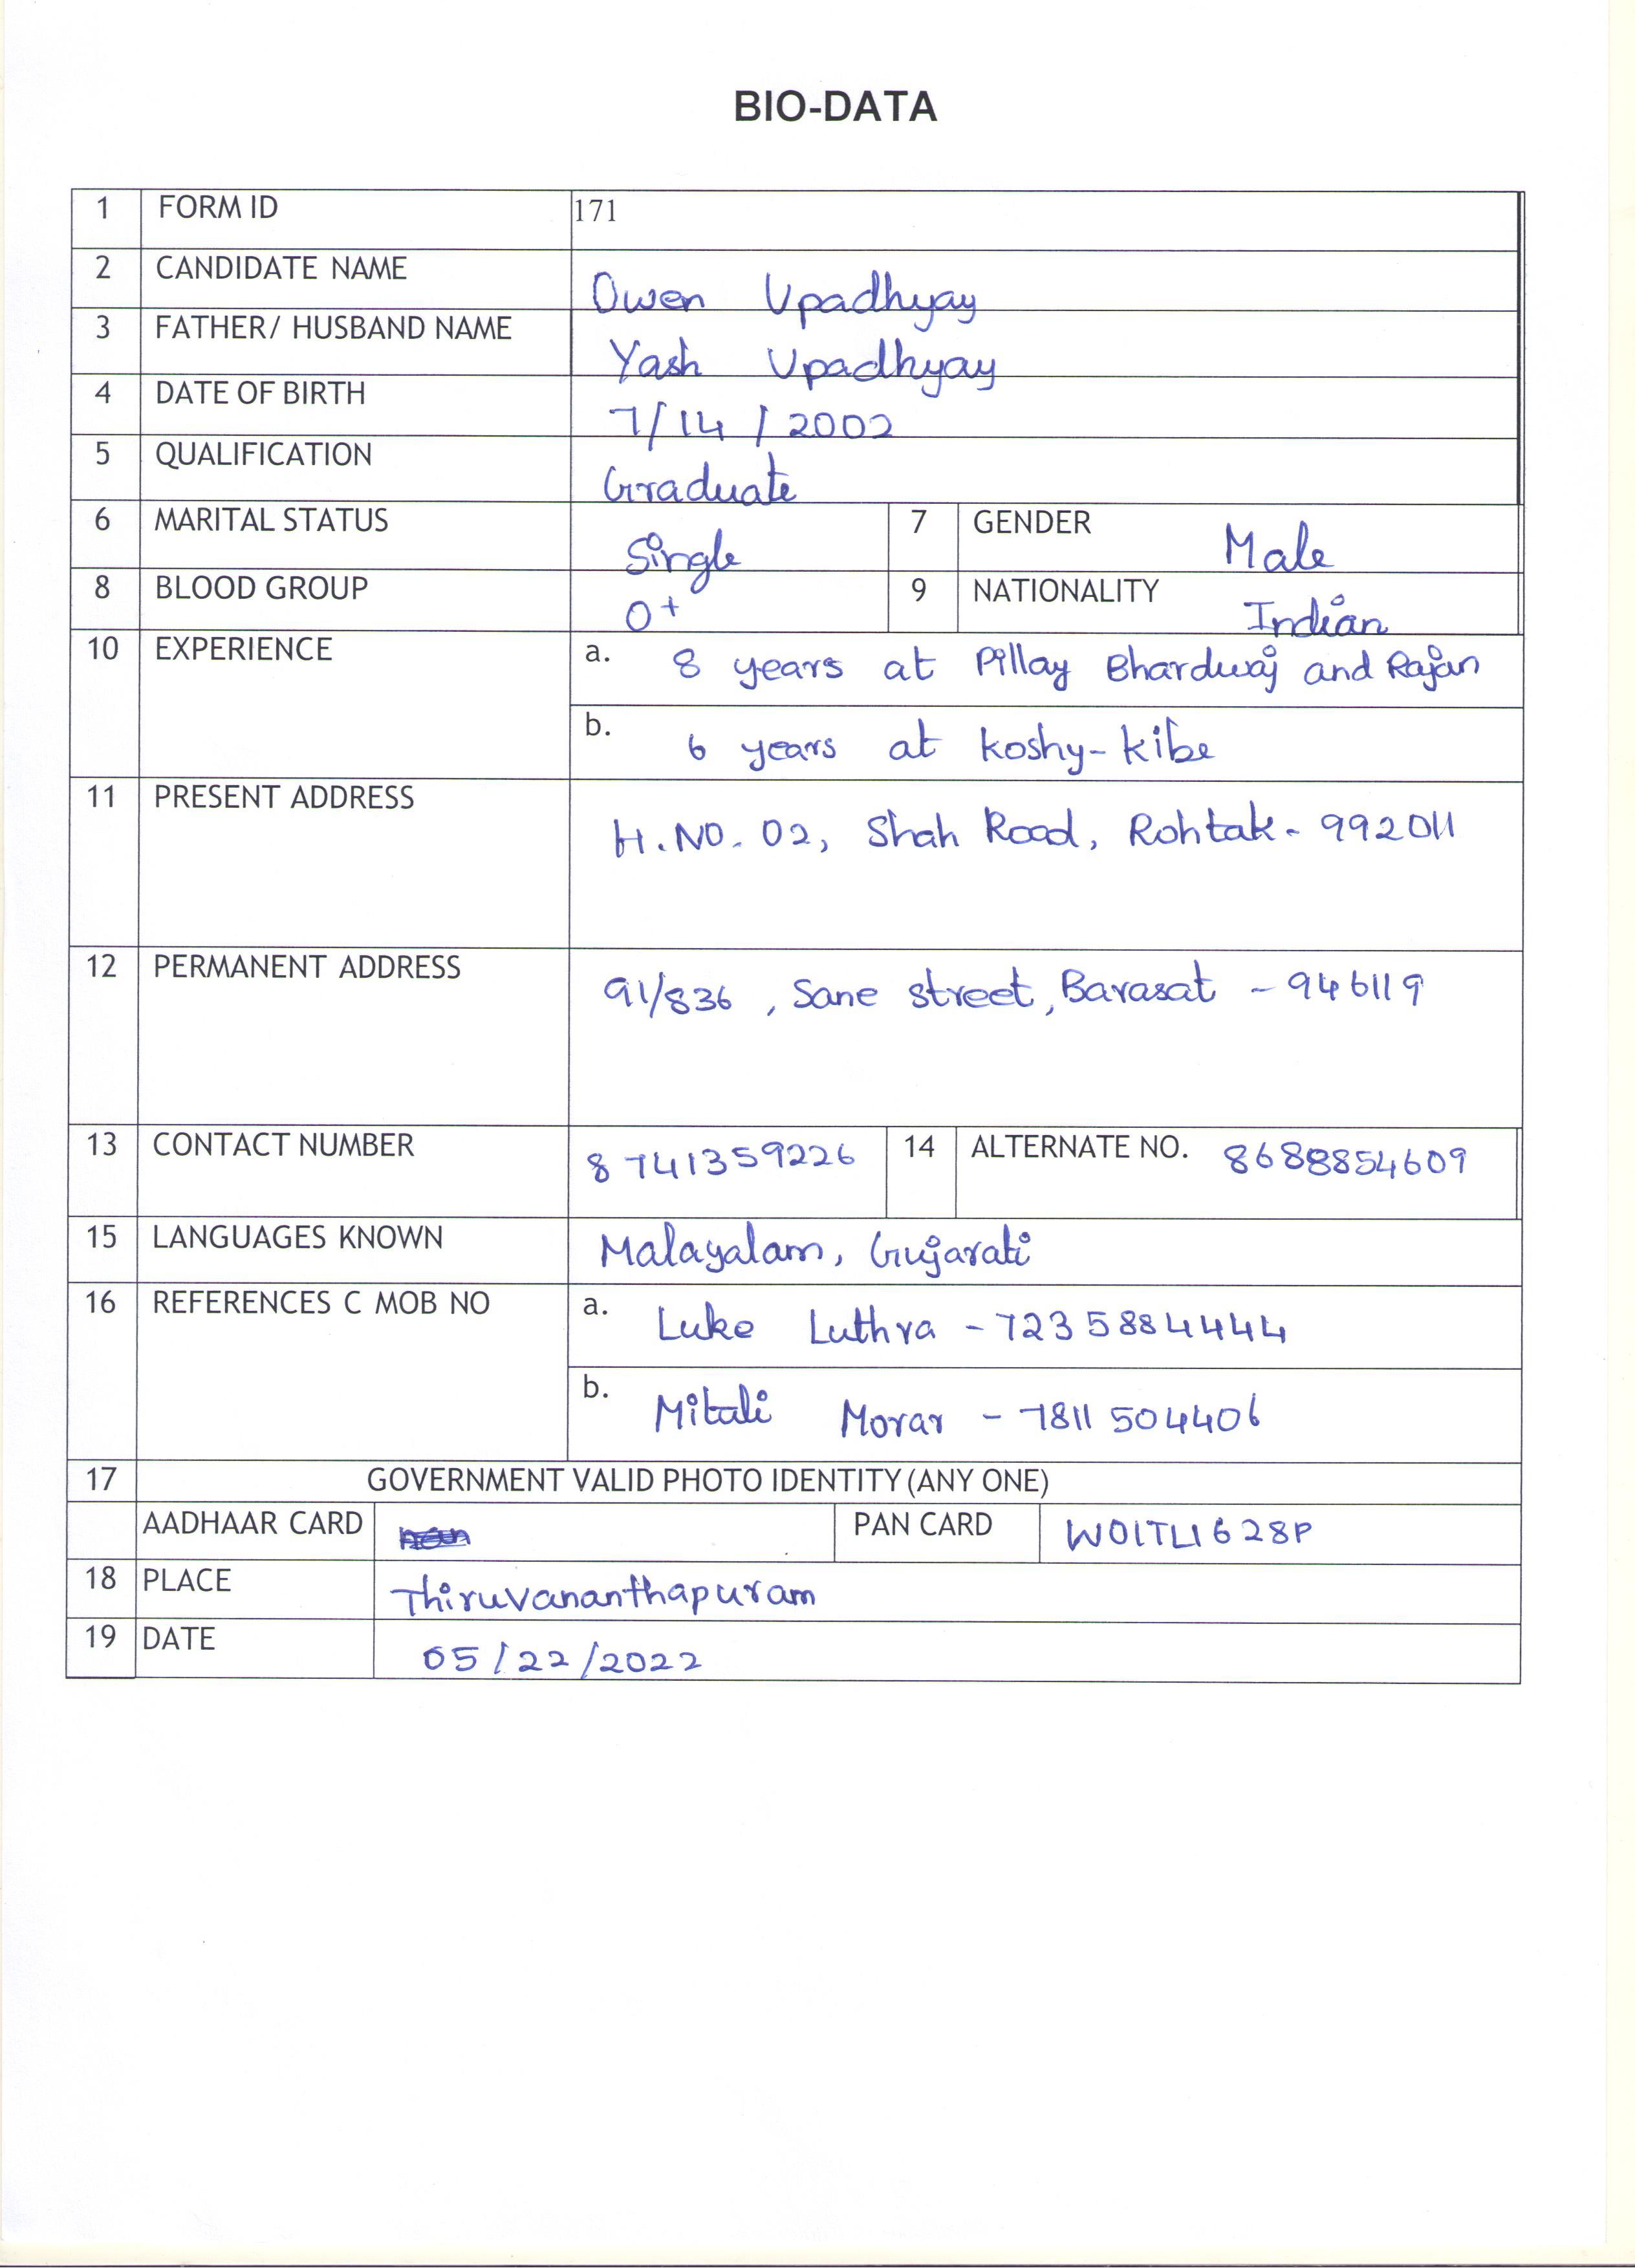 BIO-DATA
1 FORM ID 171
2 CANDIDATE NAME Owen Upadhyay
3 FATHER/ HUSBAND NAME Yash Upadhyay
4 DATE OF BIRTH 7/14/2002
5 QUALIFICATION Graduate
6 MARITAL STATUS Single 7 GENDER Male
8 BLOOD GROUP O+ 9 NATIONALITY Indian
10 EXPERIENCE a. 8 years at Pillay Bhardwaj and Rajan
b. 6 years at Koshy-Kibe
11 PRESENT ADDRESS H.NO. 02, Shah Road, Rohtak- 992011
12 PERMANENT ADDRESS 91/836, Sane street, Barasat - 946119
13 CONTACT NUMBER 8741359226 14 ALTERNATE NO. 8688854609
15 LANGUAGES KNOWN Malayalam, Gujarati
16 REFERENCES C MOB NO a. Luke Luthra - 7235884444
b. Mitali Morar - 7811504406
17 GOVERNMENT VALID PHOTO IDENTITY (ANY ONE)
AADHAAR CARD PAN CARD
18 PLACE Thiruvananthapuram
19 DATE 05/22/2022